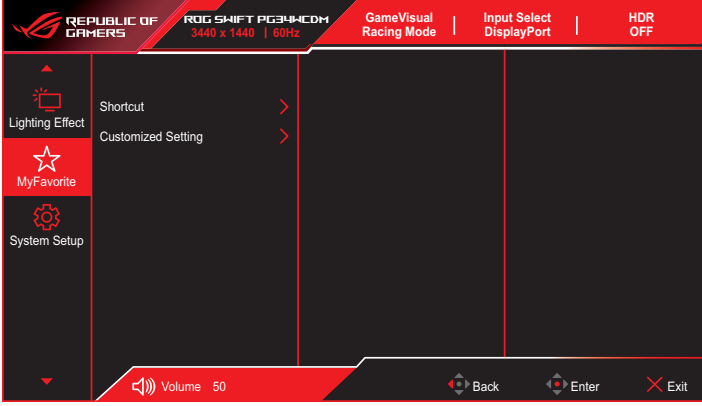 REPUBLIC OF
GAMERS
ROG SWIFT PG34WCDM
3440 x 1440 | 60Hz
GameVisual
Racing Mode
Input Select
DisplayPort
HDR
OFF
Lighting Effect
MyFavorite
System Setup
Shortcut
Customized Setting
Volume 50
Back
Enter
Exit